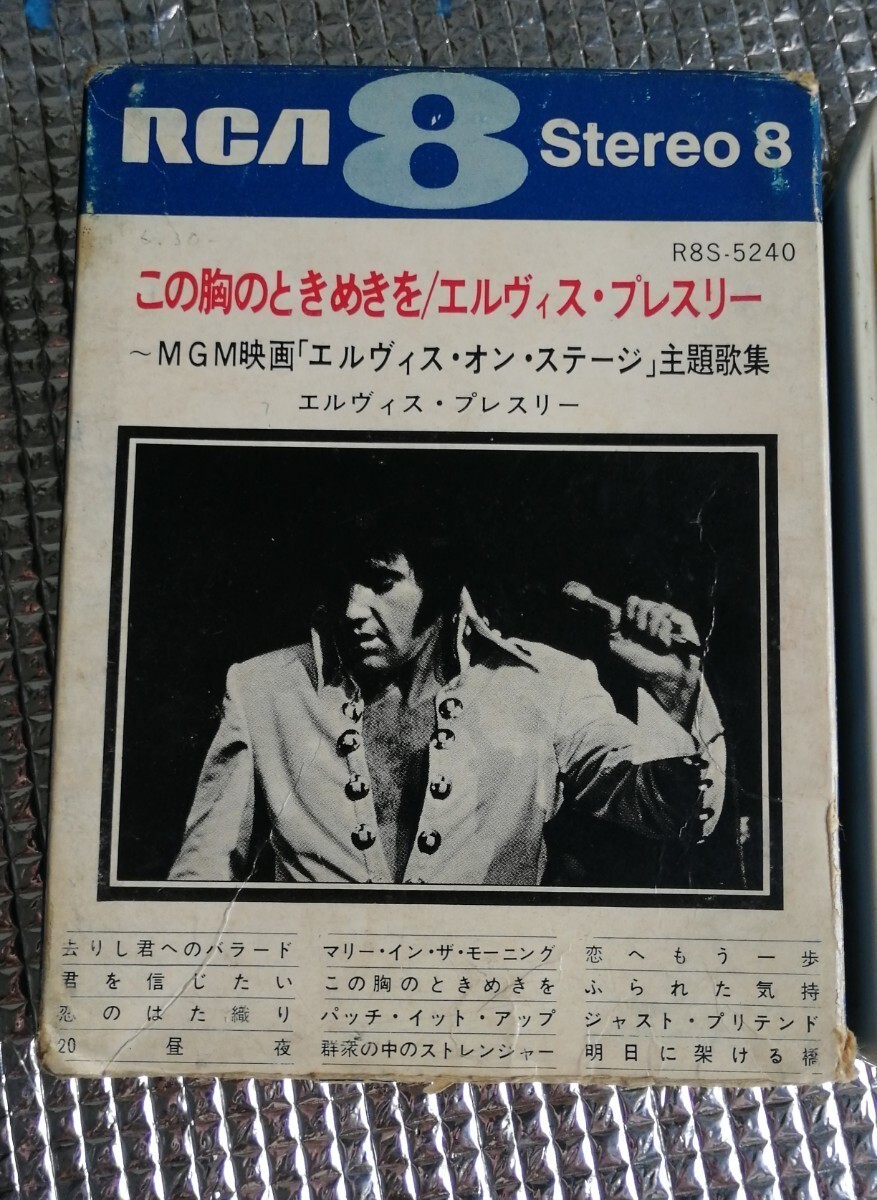 RCA 8 Stereo 8
R8S-5240
この胸のときめきを/エルヴィス・プレスリー
～MGM映画「エルヴィス・オン・ステージ」主題歌集
エルヴィス・プレスリー
去りし君へのバラード
君を信じたい
恋のはた織り
20昼夜
マリー・イン・ザ・モーニング
この胸のときめきを
パッチ・イット・アップ
群衆の中のストレンジャー
恋へもう一歩
ふられた気持
ジャスト・プリテンド
明日に架ける橋